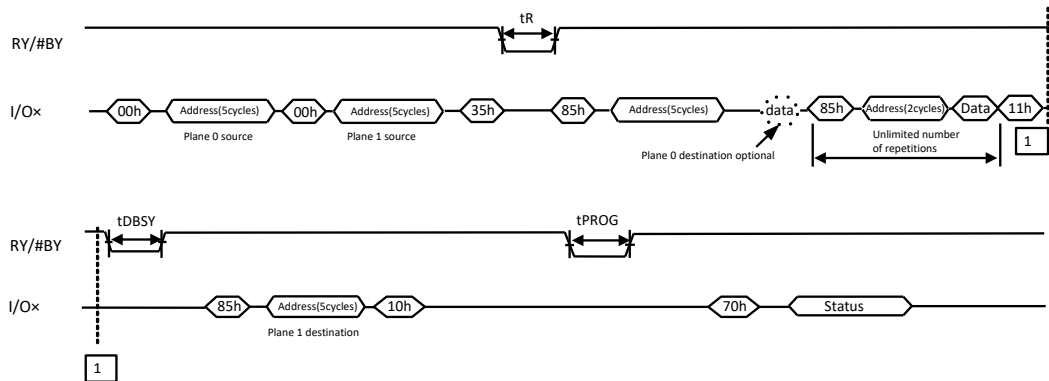 tR
RY/#BY
I/O×
00h
Address(5cycles)
00h
Address(5cycles)
35h
85h
Address(5cycles)
data
85h
Address(2cycles)
Data
11h
Plane 0 source
Plane 1 source
Plane 0 destination optional
Unlimited number
of repetitions
1
tDBSY
tPROG
RY/#BY
I/O×
85h
Address(5cycles)
10h
70h
Status
Plane 1 destination
1